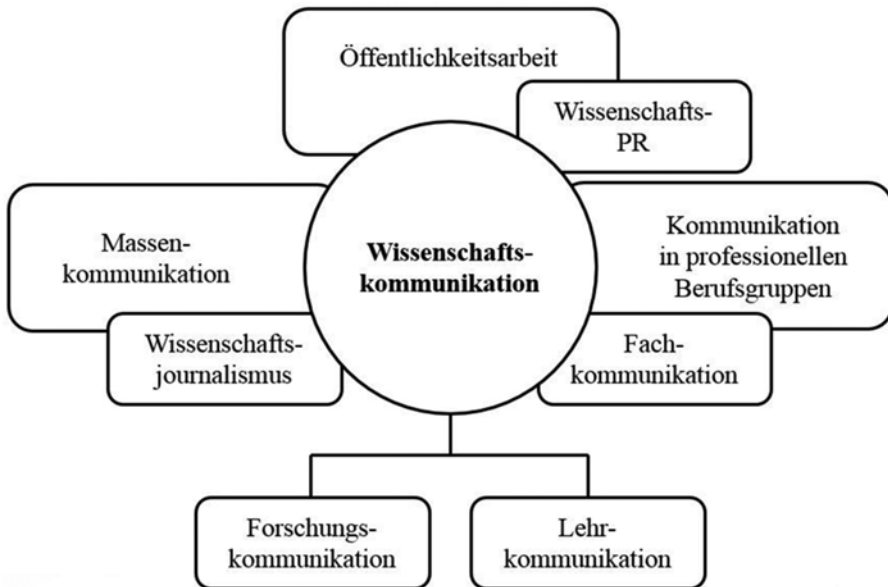 Öffentlichkeitsarbeit
Wissenschafts-
PR
Massen-
kommunikation
Wissenschafts-
kommunikation
Kommunikation
in professionellen
Berufsgruppen
Wissenschafts-
journalismus
Fach-
kommunikation
Forschungs-
kommunikation
Lehr-
kommunikation